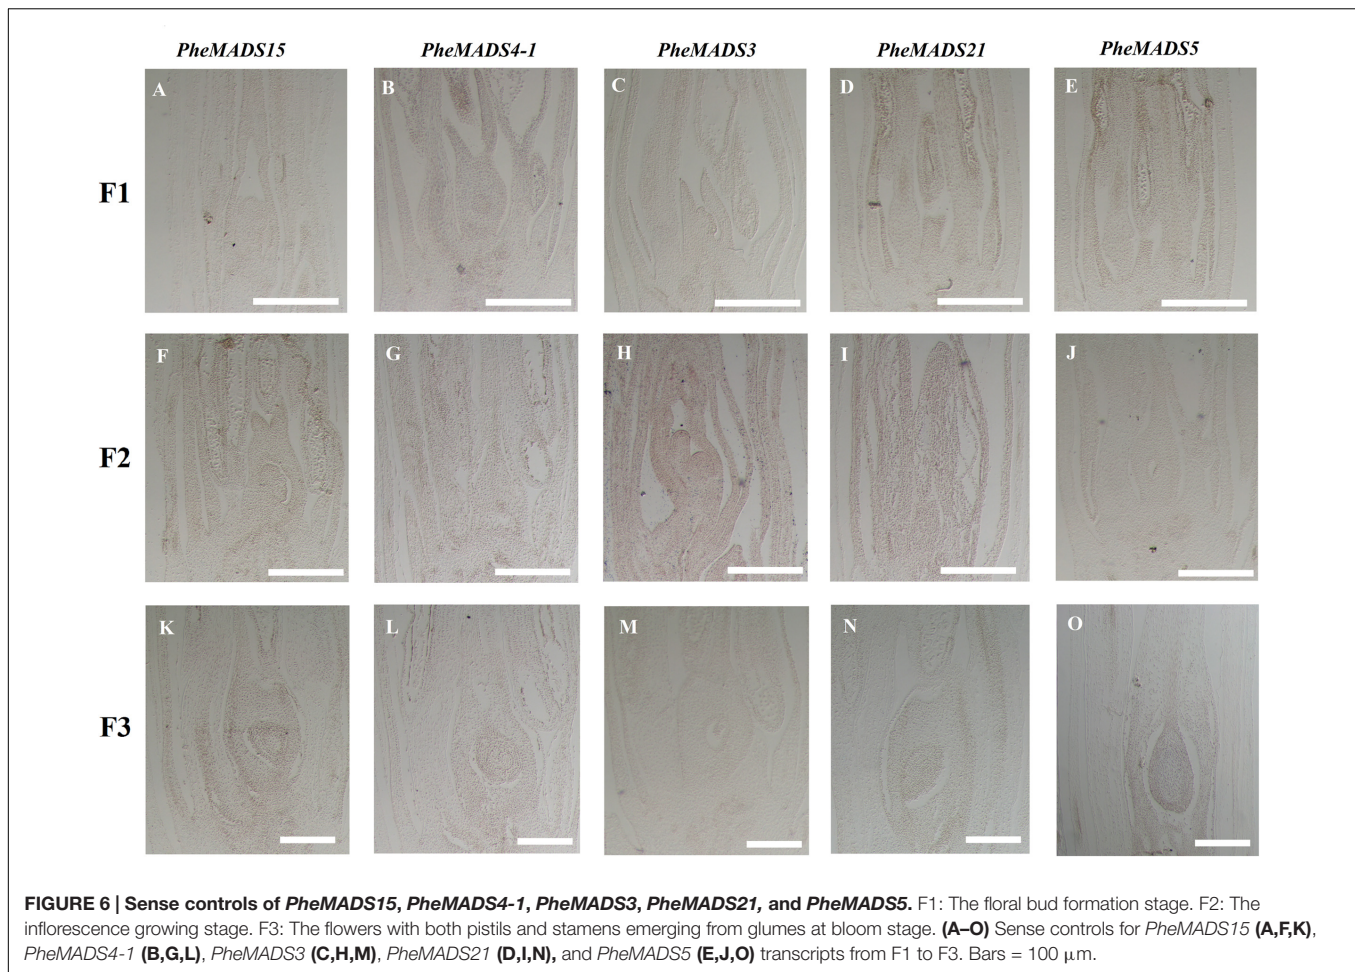 PheMADS15 PheMADS4-1 PheMADS3 PheMADS21 PheMADS5
A B C D E
F1
F G H I J
F2
K L M N O
F3
FIGURE 6 | Sense controls of PheMADS15, PheMADS4-1, PheMADS3, PheMADS21, and PheMADS5. F1: The floral bud formation stage. F2: The
inflorescence growing stage. F3: The flowers with both pistils and stamens emerging from glumes at bloom stage. (A–O) Sense controls for PheMADS15 (A,F,K),
PheMADS4-1 (B,G,L), PheMADS3 (C,H,M), PheMADS21 (D,I,N), and PheMADS5 (E,J,O) transcripts from F1 to F3. Bars = 100 μm.